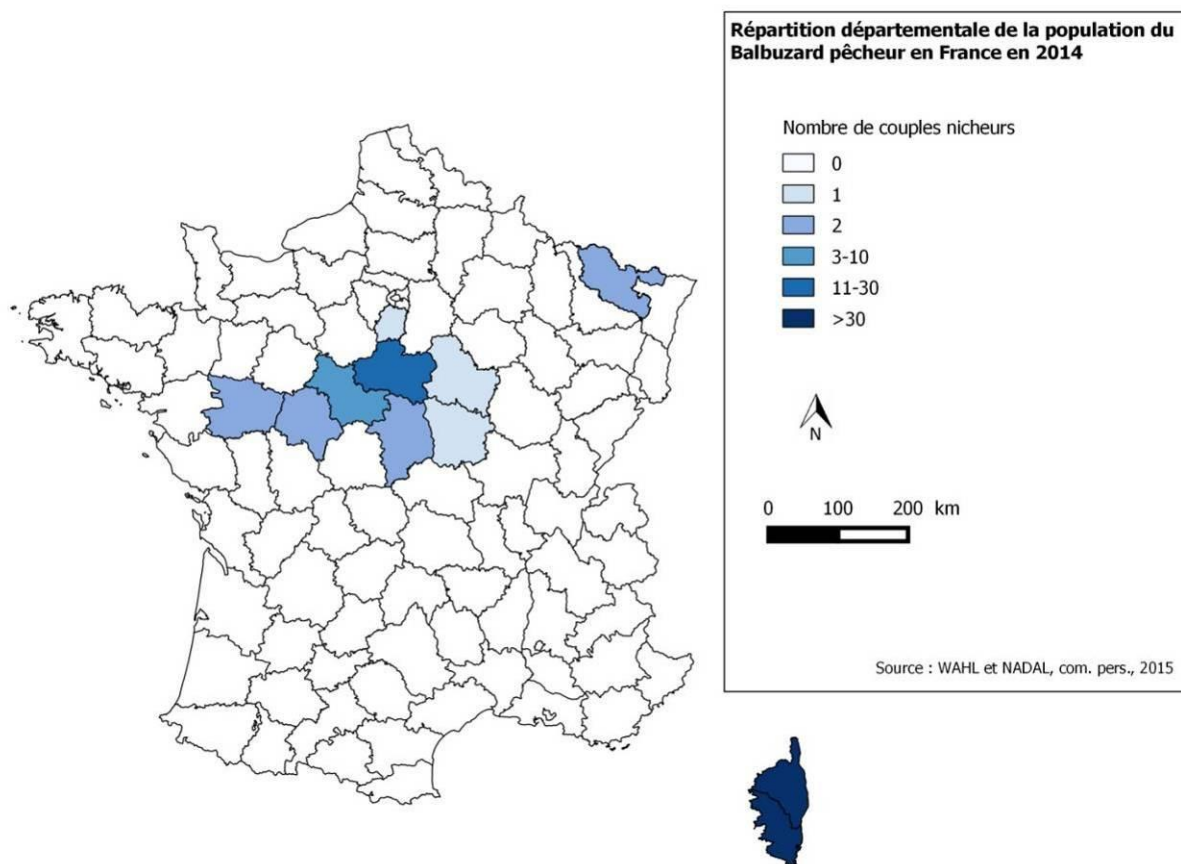 Répartition départementale de la population du
Balbuzard pêcheur en France en 2014
Nombre de couples nicheurs
0
1
2
3-10
11-30
>30
N
0 100 200 km
Source : WAHL et NADAL, com. pers., 2015